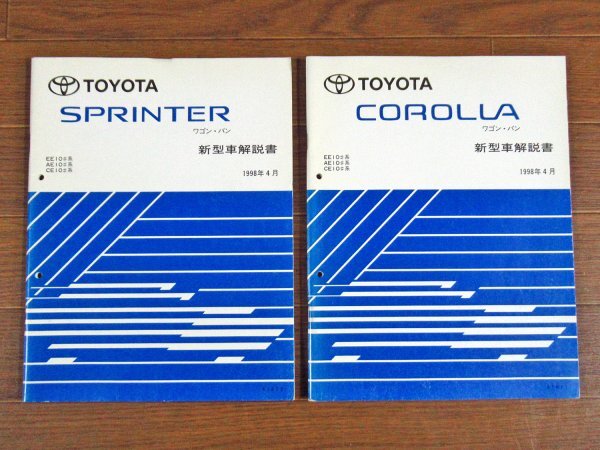 TOYOTA
SPRINTER
ワゴン・バン
新型車解説書
EE10#系
AE10#系
CE10#系
1998年4月
TOYOTA
COROLLA
ワゴン・バン
新型車解説書
EE10#系
AE10#系
CE10#系
1998年4月